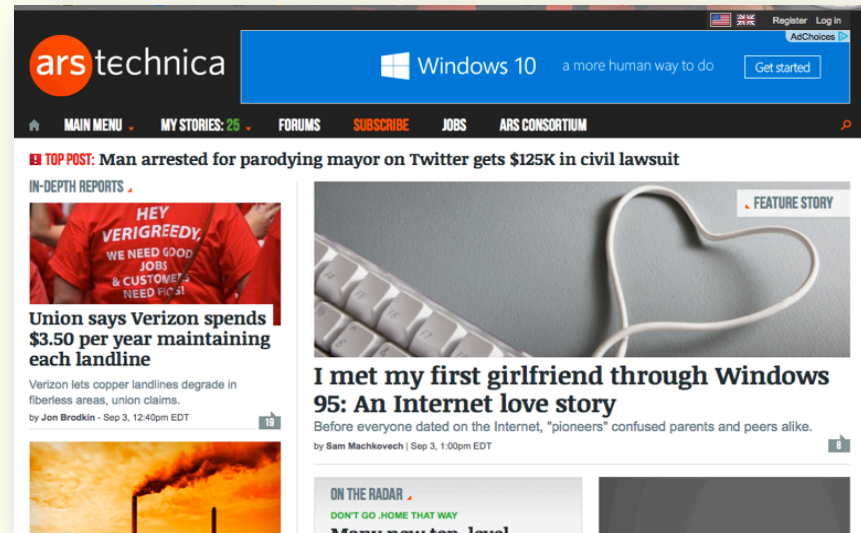 Register Log in
AdChoices
ars technica
Windows 10 a more human way to do Get started
MAIN MENU MY STORIES: 25 FORUMS SUBSCRIBE JOBS ARS CONSORTIUM
TOP POST: Man arrested for parodying mayor on Twitter gets $125K in civil lawsuit
IN-DEPTH REPORTS
HEY
VERIGREEDY,
WE NEED GOOD
JOBS
& CUSTOMERS
NEED FIOS!
Union says Verizon spends
$3.50 per year maintaining
each landline
Verizon lets copper landlines degrade in
fiberless areas, union claims.
by Jon Brodkin - Sep 3, 12:40pm EDT
19
FEATURE STORY
I met my first girlfriend through Windows
95: An Internet love story
Before everyone dated on the Internet, "pioneers" confused parents and peers alike.
by Sam Machkovech | Sep 3, 1:00pm EDT
8
ON THE RADAR
DON'T GO .HOME THAT WAY
Many new top-level